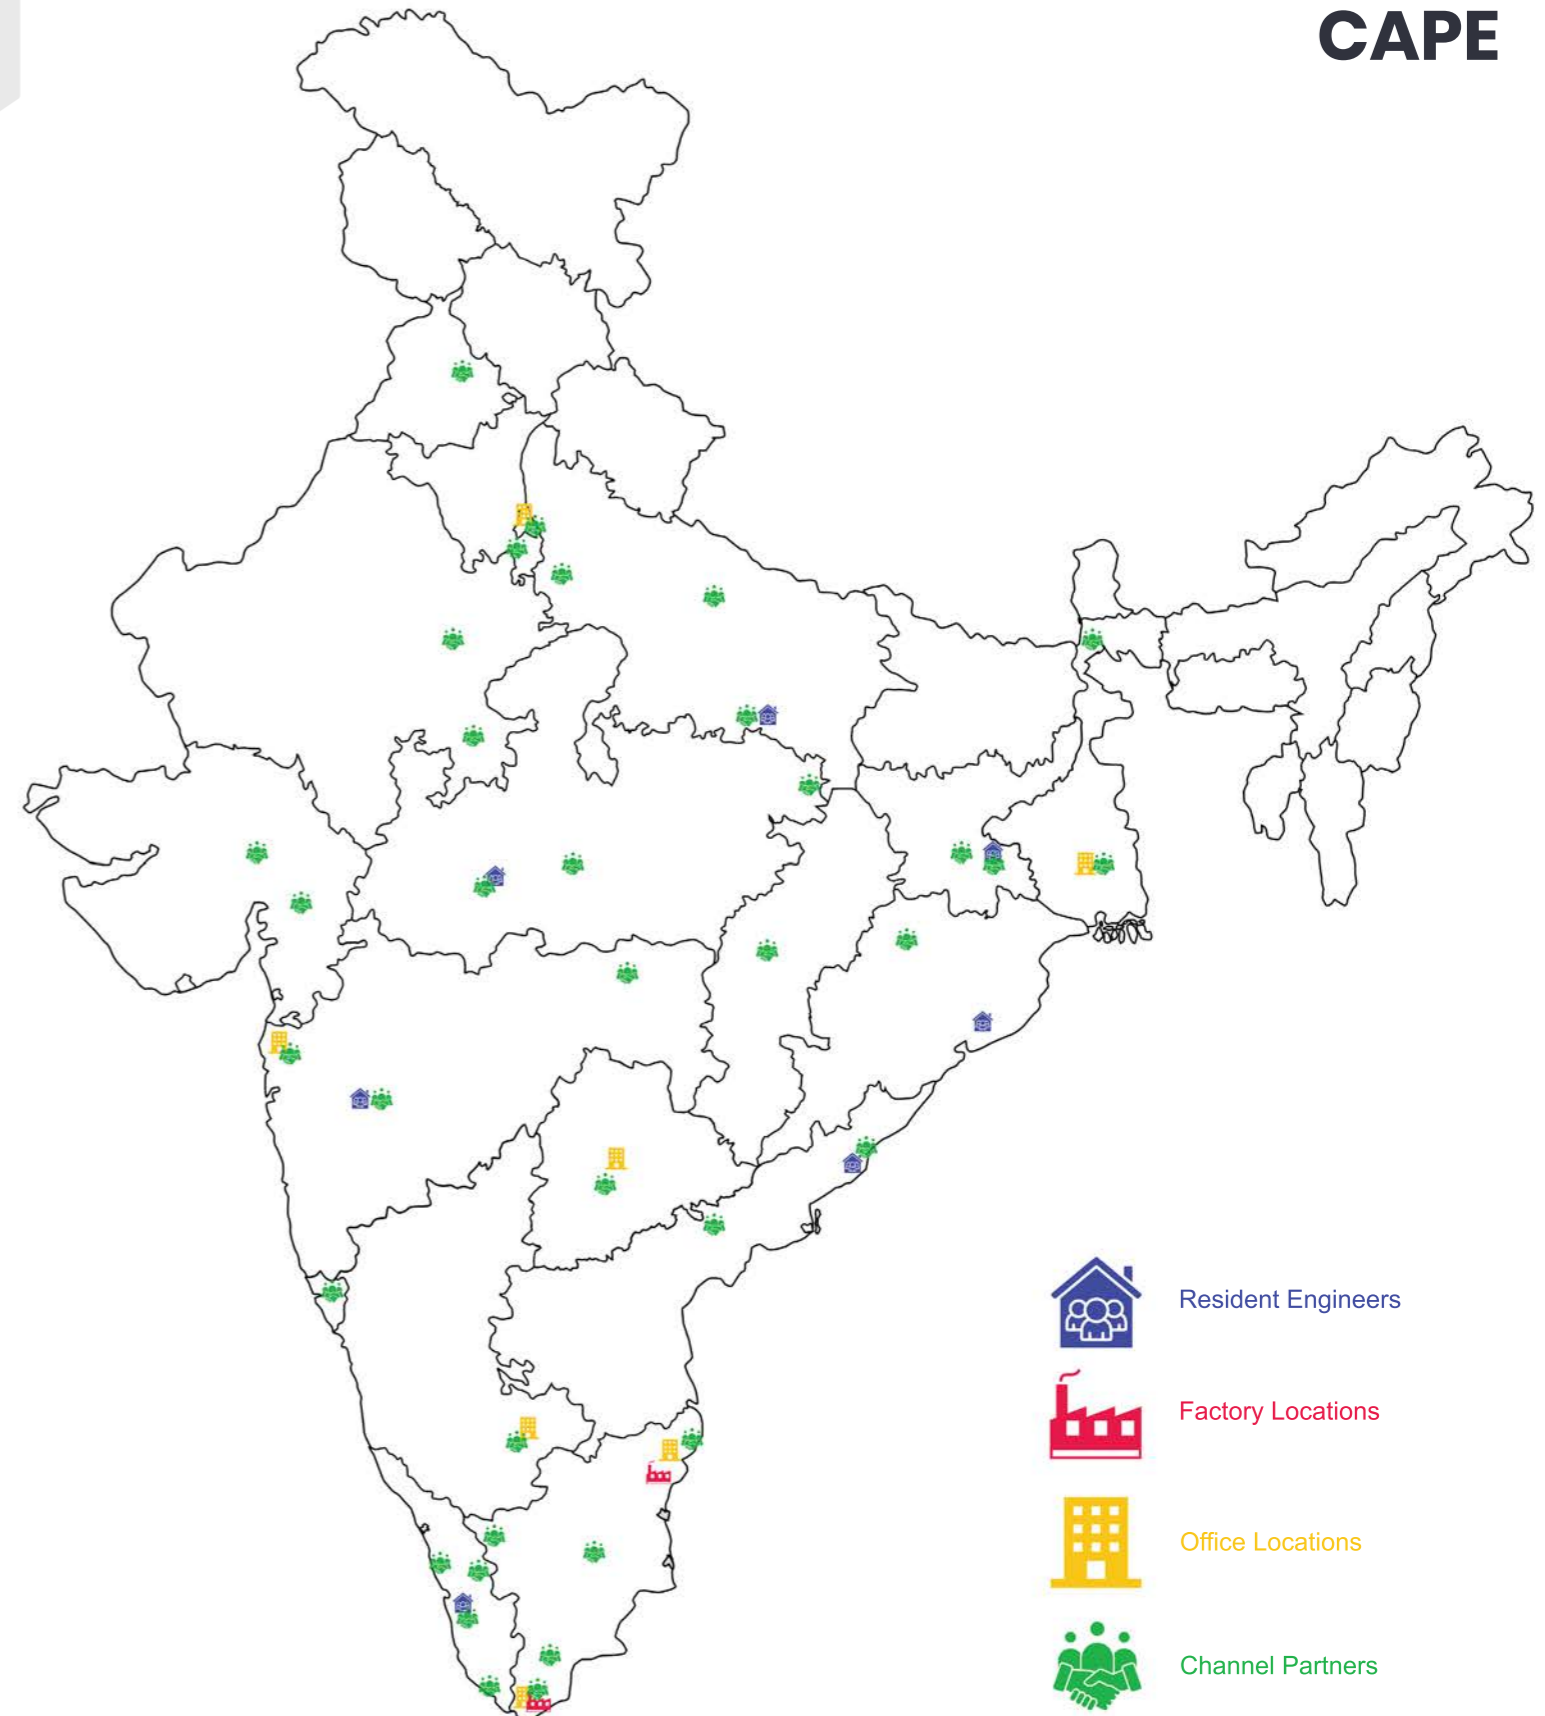 CAPE
Resident Engineers
Factory Locations
Office Locations
Channel Partners